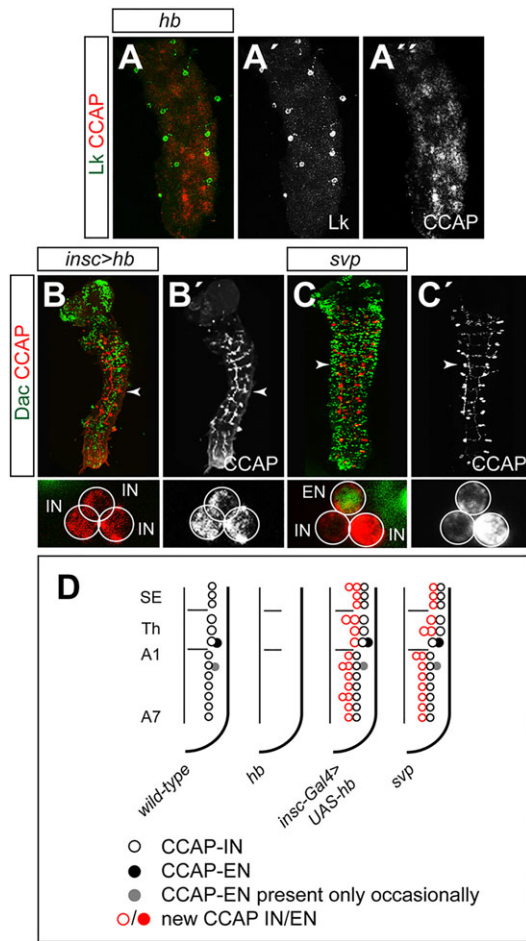 hb
Lk CCAP
A
A
Lk
A
CCAP
insc>hb
svp
Dac CCAP
B
B´
CCAP
C
C´
CCAP
IN
IN
IN
EN
IN
IN
D
SE
Th
A1
A7
wild-type
hb
insc-Gal4>
UAS-hb
svp
CCAP-IN
CCAP-EN
CCAP-EN present only occasionally
/ new CCAP IN/EN